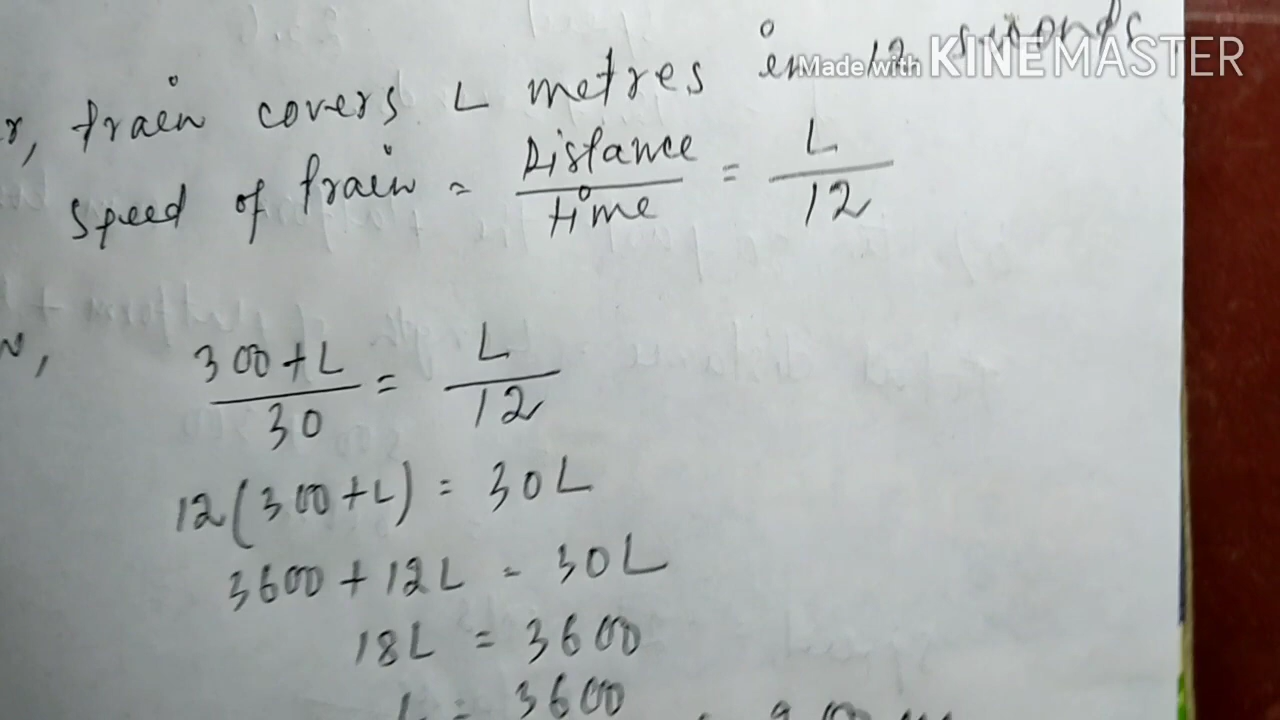 r, train covers L metres in 12 seconds
Made with KINEMASTER
Speed of train = Distance/time = L/12
300+L/30 = L/12
12(300+L) = 30L
3600 + 12L = 30L
18L = 3600
L = 3600